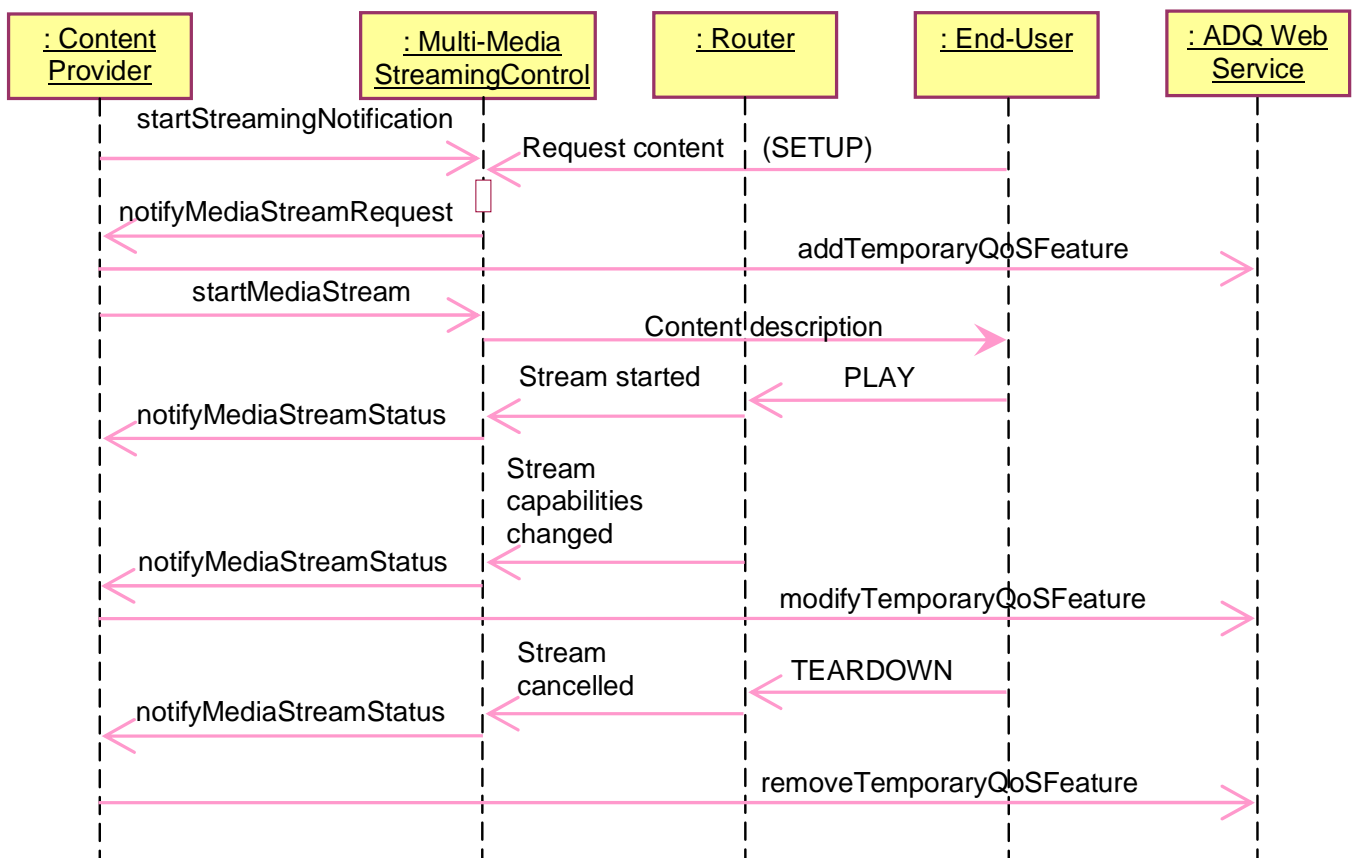 : Content
Provider
: Multi-Media
StreamingControl
: Router
: End-User
: ADQ Web
Service
startStreamingNotification
Request content (SETUP)
notifyMediaStreamRequest
addTemporaryQoSFeature
startMediaStream
Content description
Stream started
PLAY
notifyMediaStreamStatus
Stream
capabilities
changed
notifyMediaStreamStatus
modifyTemporaryQoSFeature
Stream
cancelled
TEARDOWN
notifyMediaStreamStatus
removeTemporaryQoSFeature